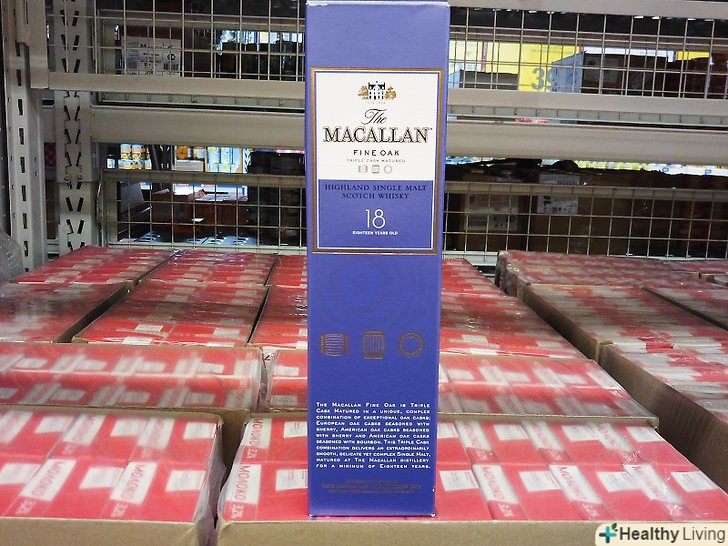 The
MACALLAN
FINE OAK
TRIPLE CASK MATURED
HIGHLAND SINGLE MALT
SCOTCH WHISKY
18
EIGHTEEN YEARS OLD
THE MACALLAN FINE OAK IS TRIPLE
CASK MATURED IN A UNIQUE, COMPLEX
COMBINATION OF EXCEPTIONAL OAK CASKS;
EUROPEAN OAK CASKS SEASONED WITH
SHERRY, AMERICAN OAK CASKS SEASONED
WITH SHERRY AND AMERICAN OAK CASKS
SEASONED WITH BOURBON. THIS TRIPLE CASK
COMBINATION DELIVERS AN EXTRAORDINARILY
SMOOTH, DELICATE YET COMPLEX SINGLE MALT,
MATURED AT THE MACALLAN DISTILLERY
FOR A MINIMUM OF EIGHTEEN YEARS.
Healthy Living